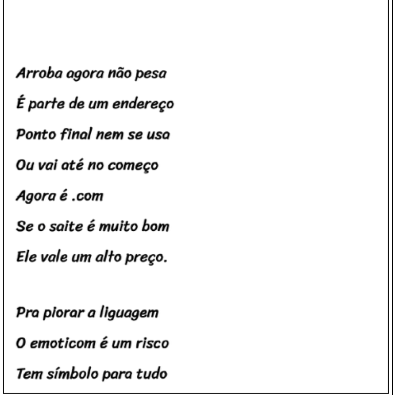 Arroba agora não pesa
É parte de um endereço
Ponto final nem se usa
Ou vai até no começo
Agora é .com
Se o saite é muito bom
Ele vale um alto preço.
Pra piorar a liguagem
O emoticom é um risco
Tem símbolo para tudo